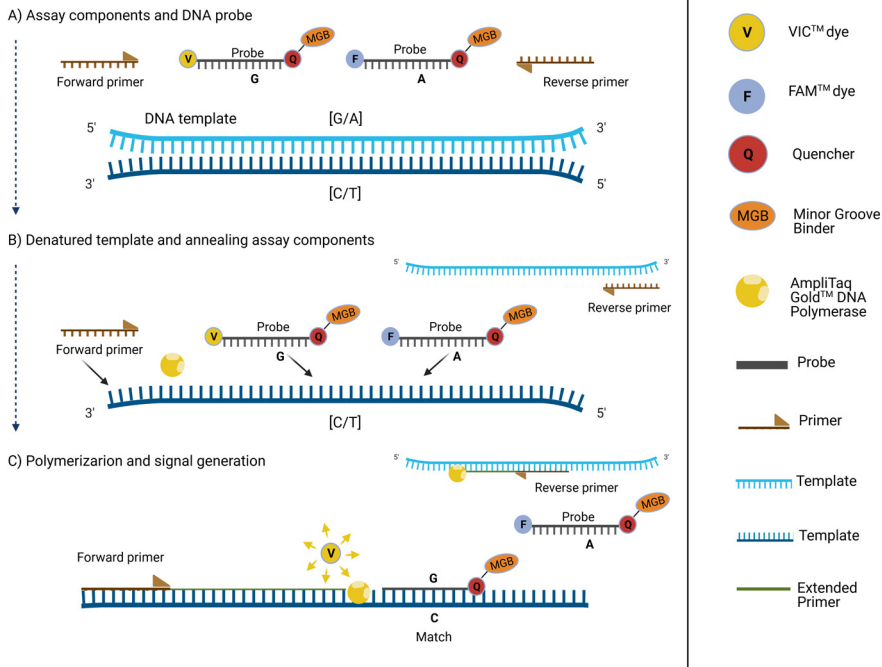 A) Assay components and DNA probe
Forward primer
V
Probe
Q
MGB
G
F
Probe
Q
MGB
A
Reverse primer
DNA template
[G/A]
5'
3'
3'
5'
[C/T]
B) Denatured template and annealing assay components
5'
3'
Reverse primer
Forward primer
V
Probe
Q
MGB
G
F
Probe
Q
MGB
A
3'
5'
[C/T]
C) Polymerizarion and signal generation
5'
3'
Reverse primer
F
Probe
Q
MGB
A
Forward primer
V
G
Q
MGB
C
Match
V
VIC™ dye
F
FAM™ dye
Q
Quencher
MGB
Minor Groove
Binder
AmpliTaq
Gold™ DNA
Polymerase
Probe
Primer
Template
Template
Extended
Primer